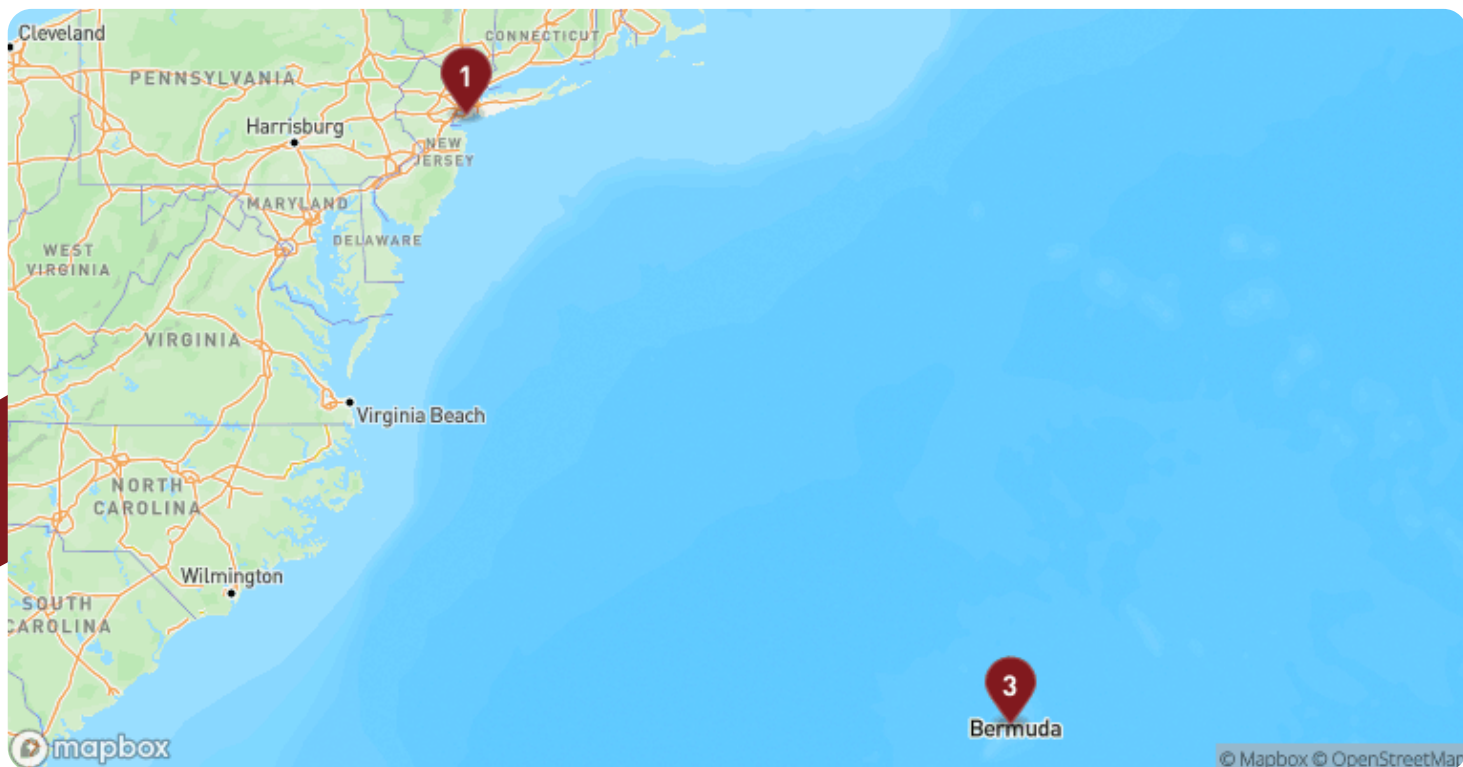 Cleveland
CONNECTICUT
1
PENNSYLVANIA
Harrisburg
NEW
JERSEY
MARYLAND
DELAWARE
WEST
VIRGINIA
VIRGINIA
Virginia Beach
NORTH
CAROLINA
Wilmington
SOUTH
CAROLINA
3
Bermuda
mapbox
© Mapbox © OpenStreetMap